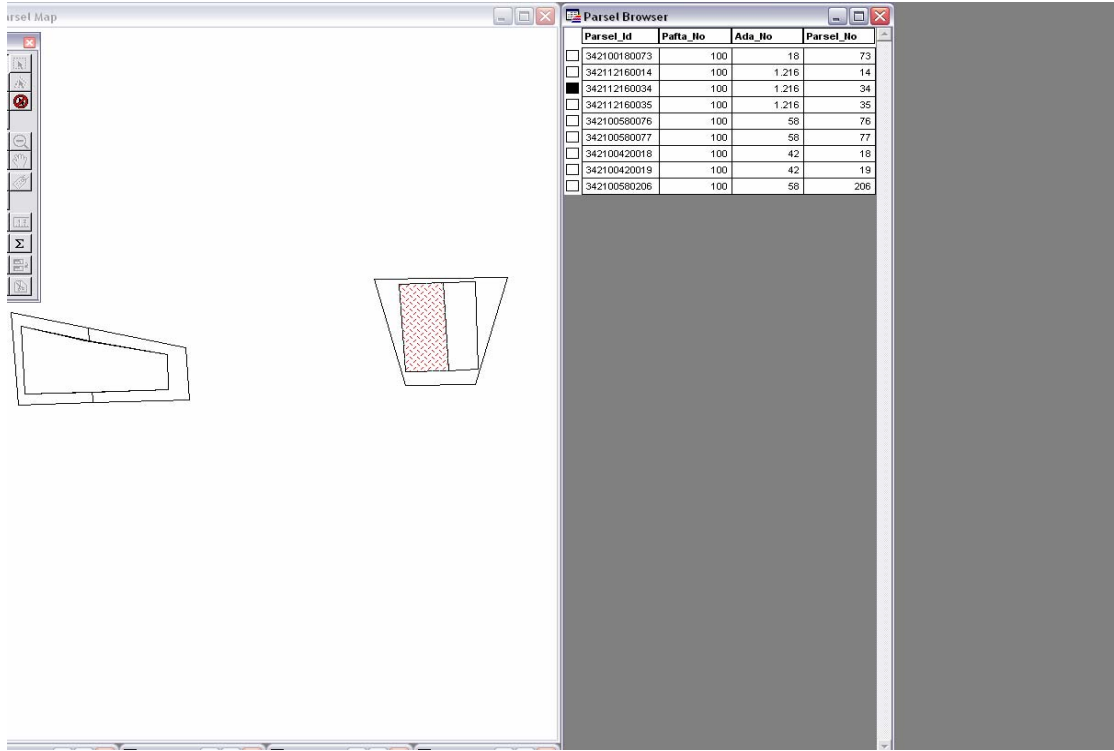 arsel Map
Parsel Browser
Parsel_Id Pafta_No Ada_No Parsel_No
342100180073 100 18 73
342112160014 100 1.216 14
342112160034 100 1.216 34
342112160035 100 1.216 35
342100580076 100 58 76
342100580077 100 58 77
342100420018 100 42 18
342100420019 100 42 19
342100580206 100 58 206
Σ